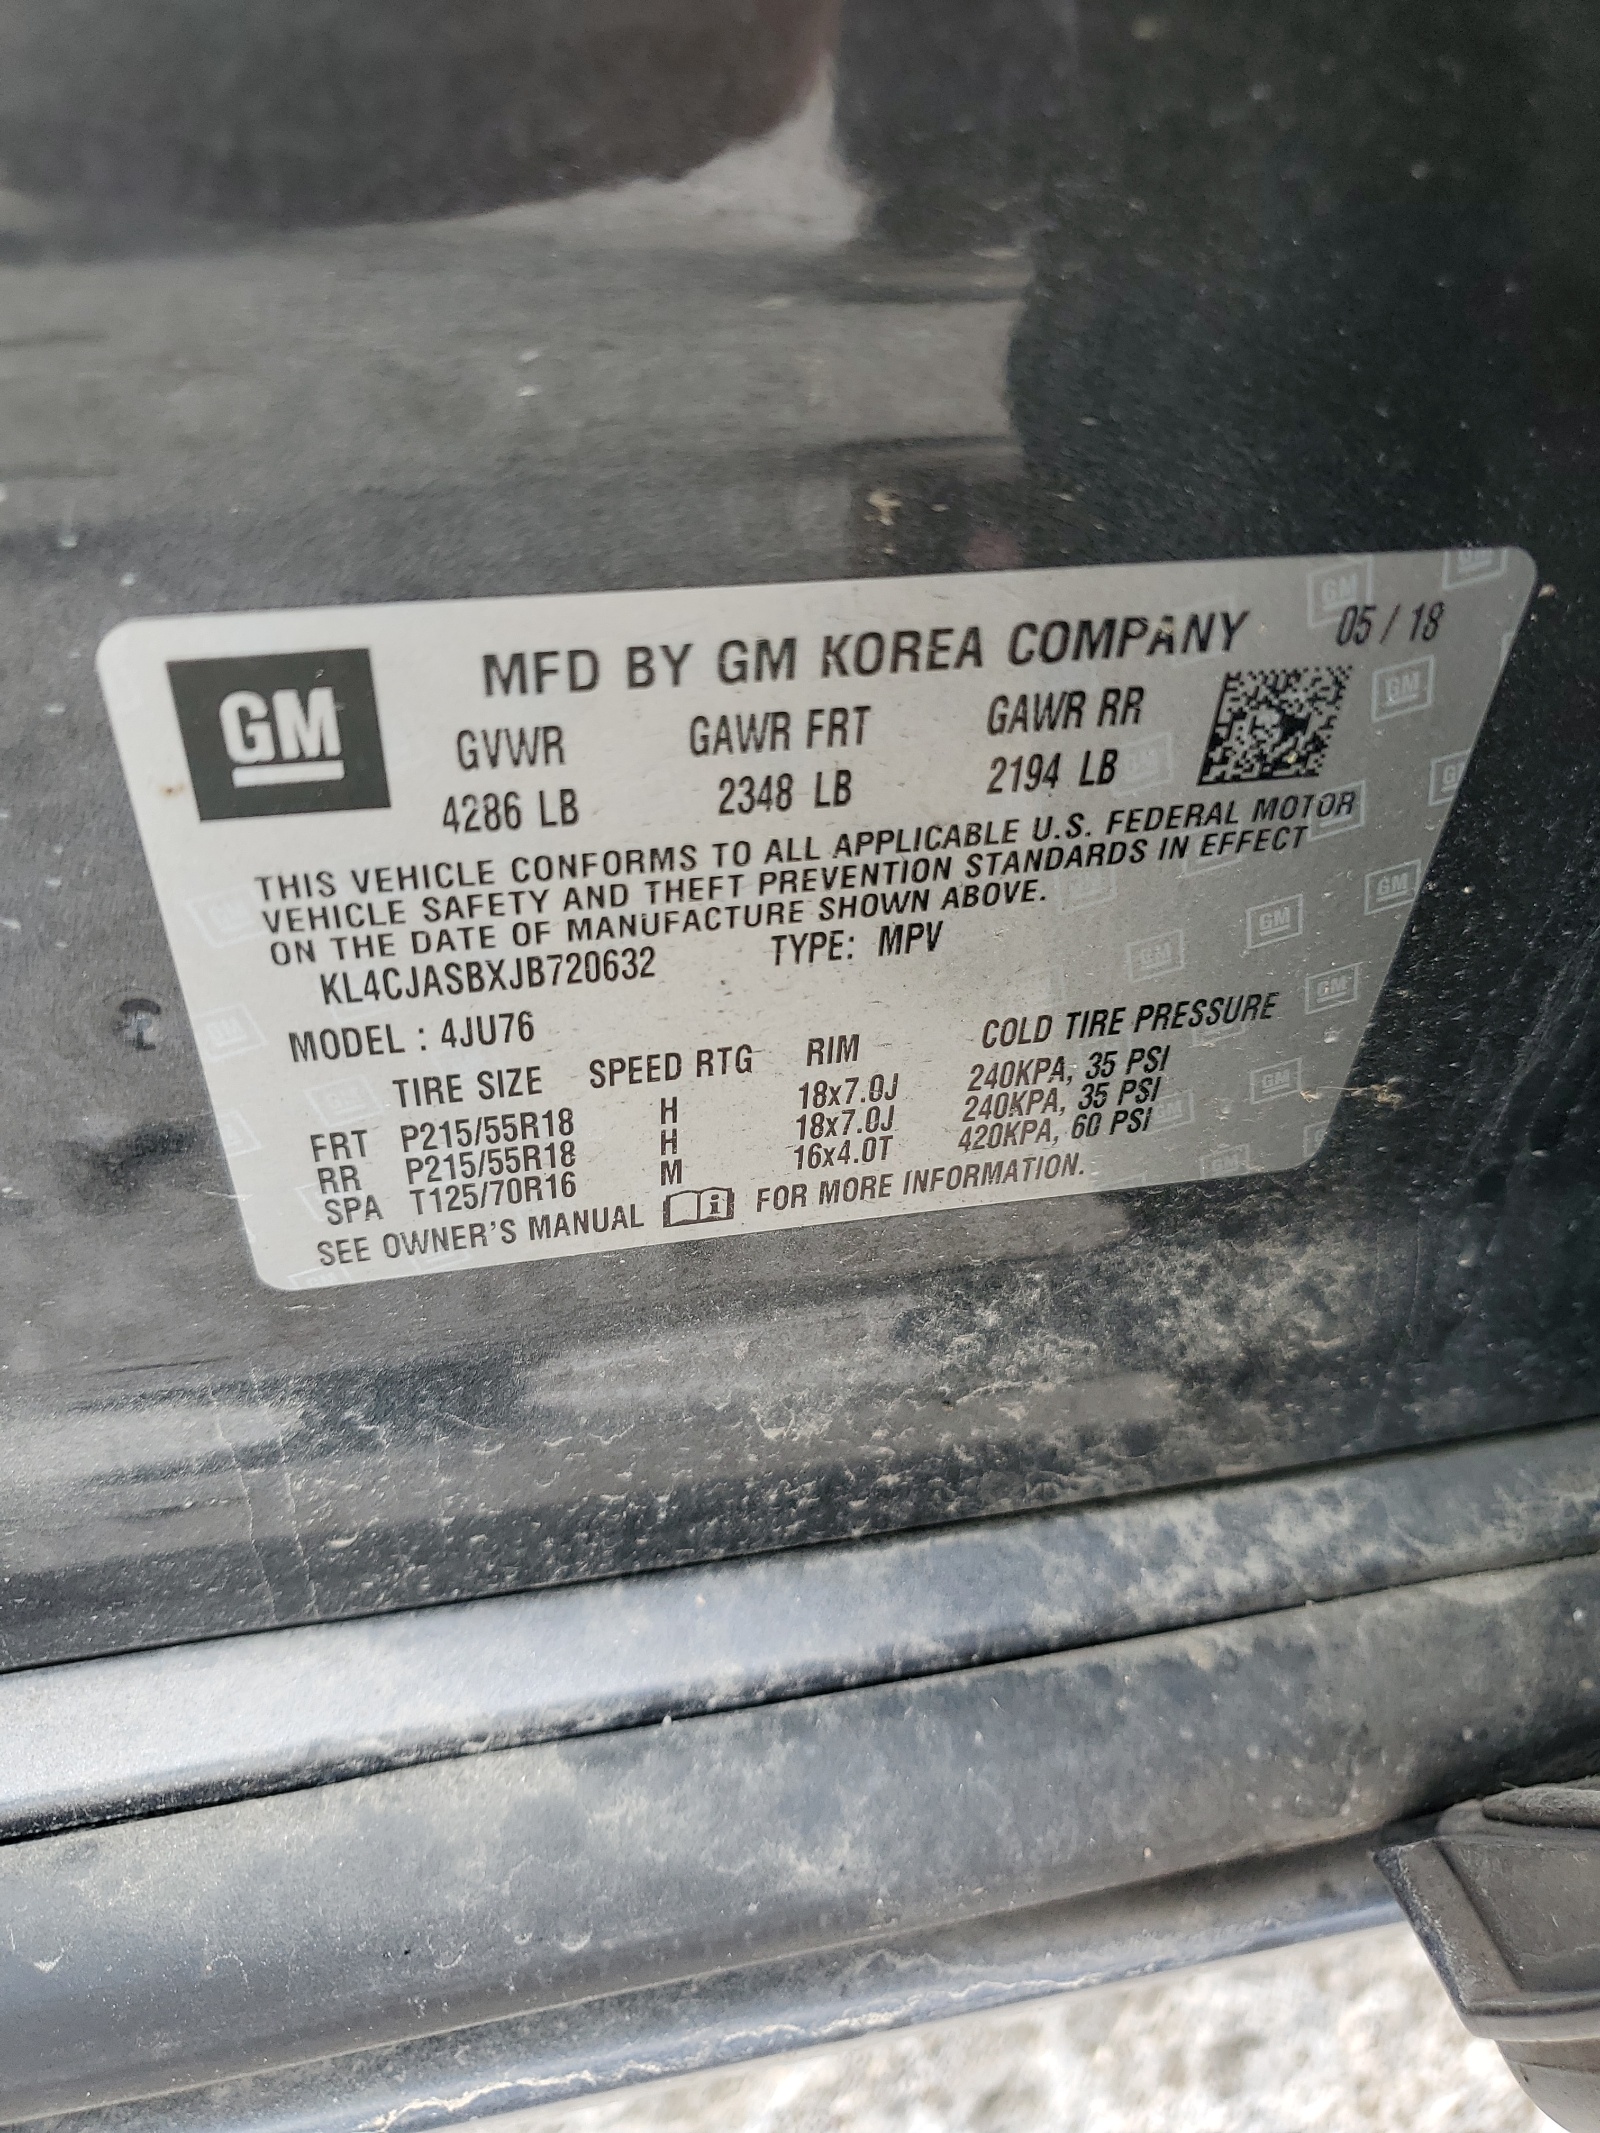 GM
MFD BY GM KOREA COMPANY 05 / 18
GVWR GAWR FRT GAWR RR
4286 LB 2348 LB 2194 LB
THIS VEHICLE CONFORMS TO ALL APPLICABLE U.S. FEDERAL MOTOR
VEHICLE SAFETY AND THEFT PREVENTION STANDARDS IN EFFECT
ON THE DATE OF MANUFACTURE SHOWN ABOVE.
KL4CJASBXJB720632 TYPE: MPV
MODEL : 4JU76
TIRE SIZE SPEED RTG RIM COLD TIRE PRESSURE
FRT P215/55R18 H 18x7.0J 240KPA, 35 PSI
RR P215/55R18 H 18x7.0J 240KPA, 35 PSI
SPA T125/70R16 M 16x4.0T 420KPA, 60 PSI
SEE OWNER'S MANUAL FOR MORE INFORMATION.